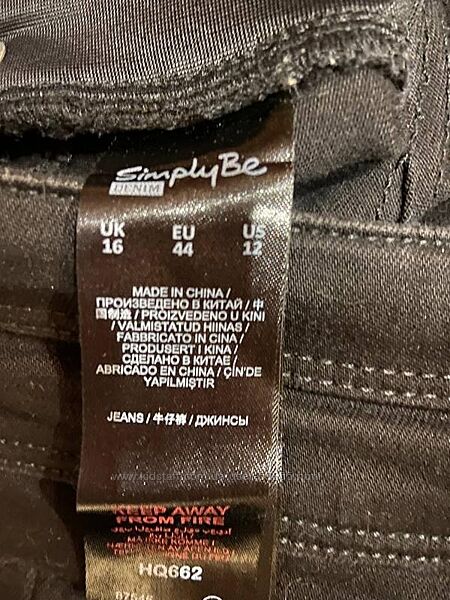 SimplyBe
DENIM
UK EU US
16 44 12
MADE IN CHINA /
ПРОИЗВЕДЕНО В КИТАЙ / 中
国制造 / PROIZVEDENO U KINI
/ VALMISTATUD HIINAS /
FABBRICATO IN CINA /
PRODUSERT I KINA /
СДЕЛАНО В КИТАЕ /
ABRICADO EN CHINA / ÇIN'DE
YAPILMIŞTIR
JEANS / 牛仔裤 / ДЖИНСЫ
KEEP AWAY
FROM FIRE
HQ662